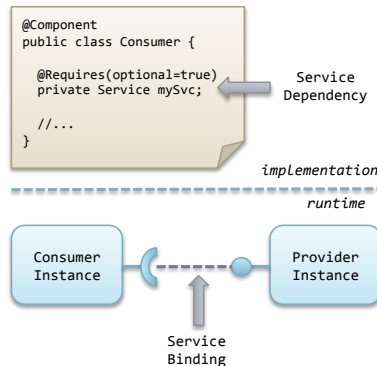 @Component
public class Consumer {
@Requires(optional=true)
private Service mySvc;
//...
}
Service
Dependency
implementation
runtime
Consumer
Instance
Provider
Instance
Service
Binding